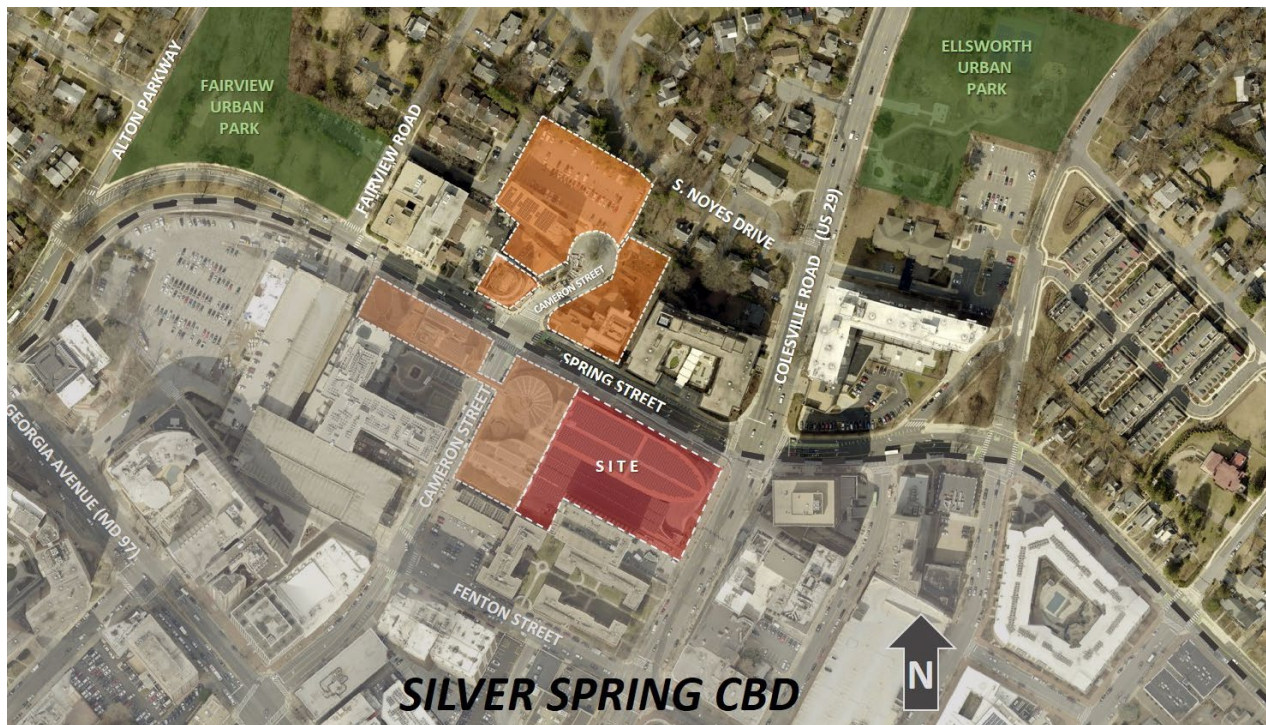 ELLSWORTH
URBAN
PARK
FAIRVIEW
URBAN
PARK
ALTON PARKWAY
FAIRVIEW ROAD
S. NOYES DRIVE
COLESVILLE ROAD (US 29)
CAMERON STREET
SPRING STREET
CAMERON STREET
SITE
GEORGIA AVENUE (MD 97)
FENTON STREET
N
SILVER SPRING CBD